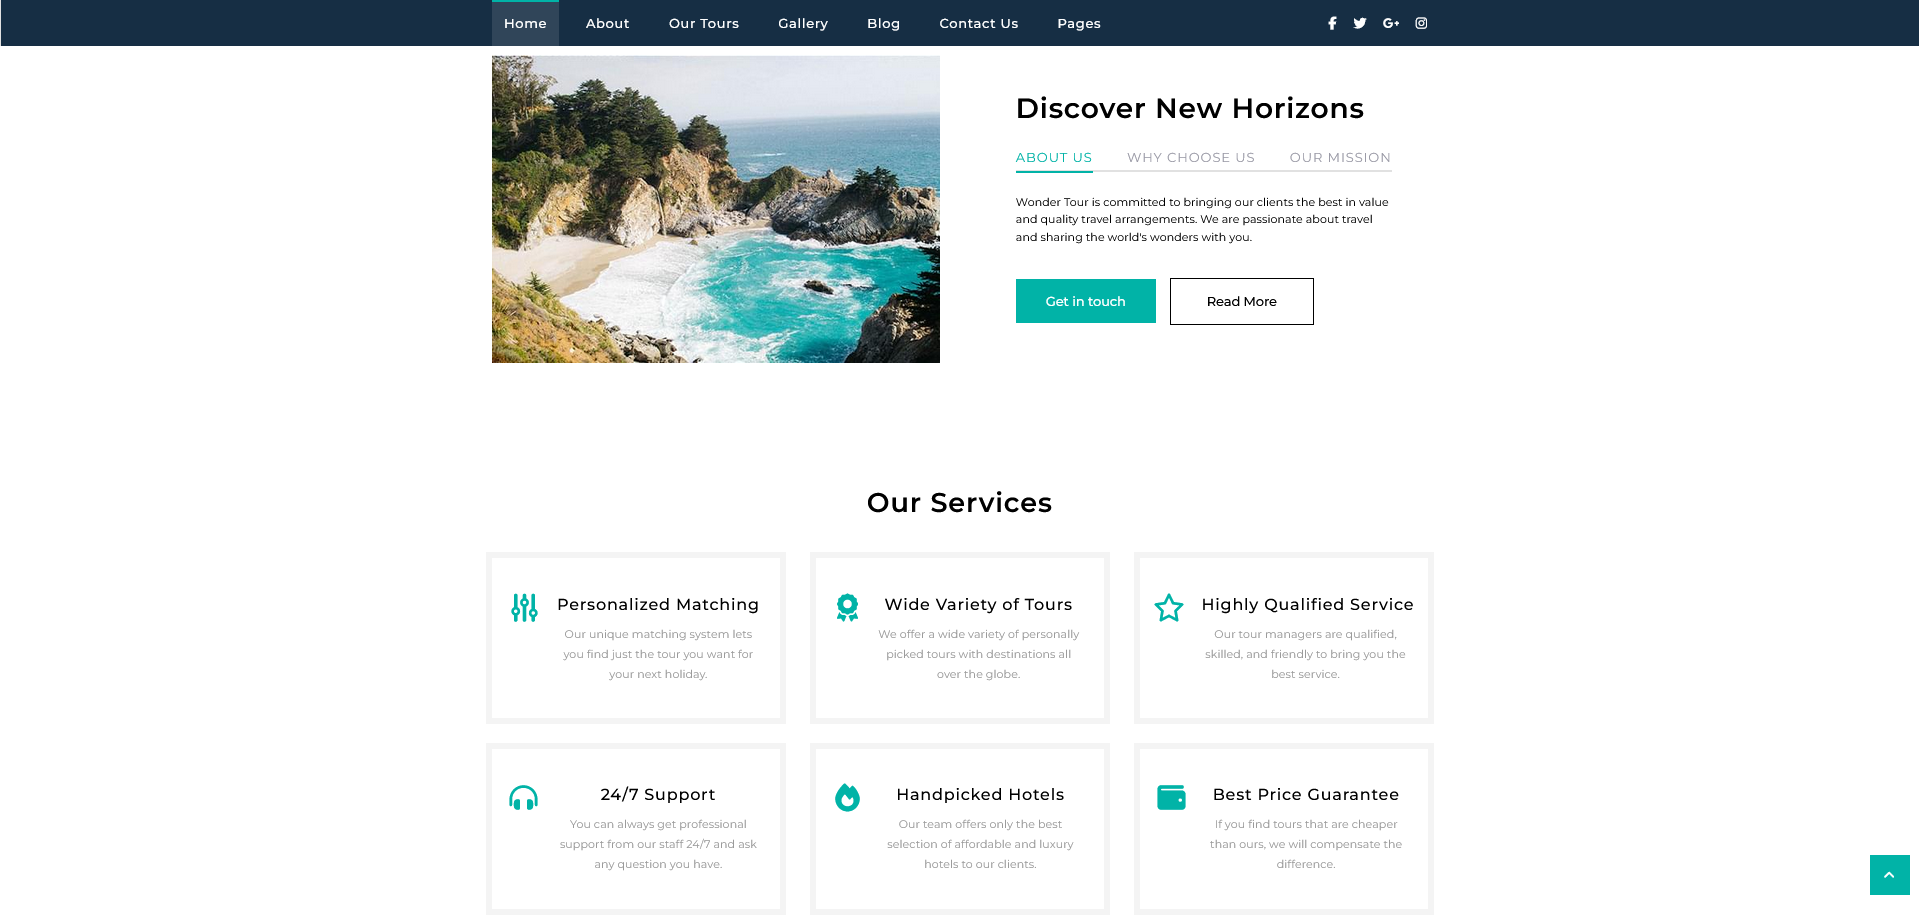 Home About Our Tours Gallery Blog Contact Us Pages
Discover New Horizons
ABOUT US WHY CHOOSE US OUR MISSION
Wonder Tour is committed to bringing our clients the best in value
and quality travel arrangements. We are passionate about travel
and sharing the world's wonders with you.
Get in touch Read More
Our Services
Personalized Matching
Our unique matching system lets
you find just the tour you want for
your next holiday.
Wide Variety of Tours
We offer a wide variety of personally
picked tours with destinations all
over the globe.
Highly Qualified Service
Our tour managers are qualified,
skilled, and friendly to bring you the
best service.
24/7 Support
You can always get professional
support from our staff 24/7 and ask
any question you have.
Handpicked Hotels
Our team offers only the best
selection of affordable and luxury
hotels to our clients.
Best Price Guarantee
If you find tours that are cheaper
than ours, we will compensate the
difference.